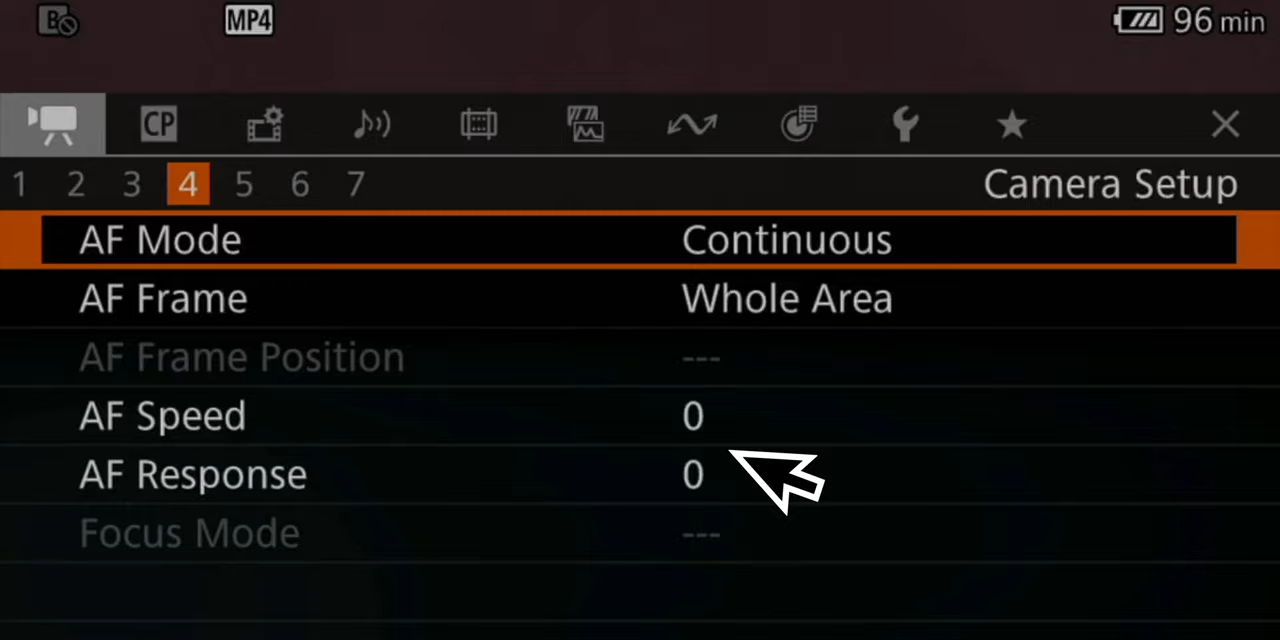 B
MP4
96 min
CP
1 2 3 4 5 6 7
Camera Setup
AF Mode Continuous
AF Frame Whole Area
AF Frame Position ---
AF Speed 0
AF Response 0
Focus Mode ---